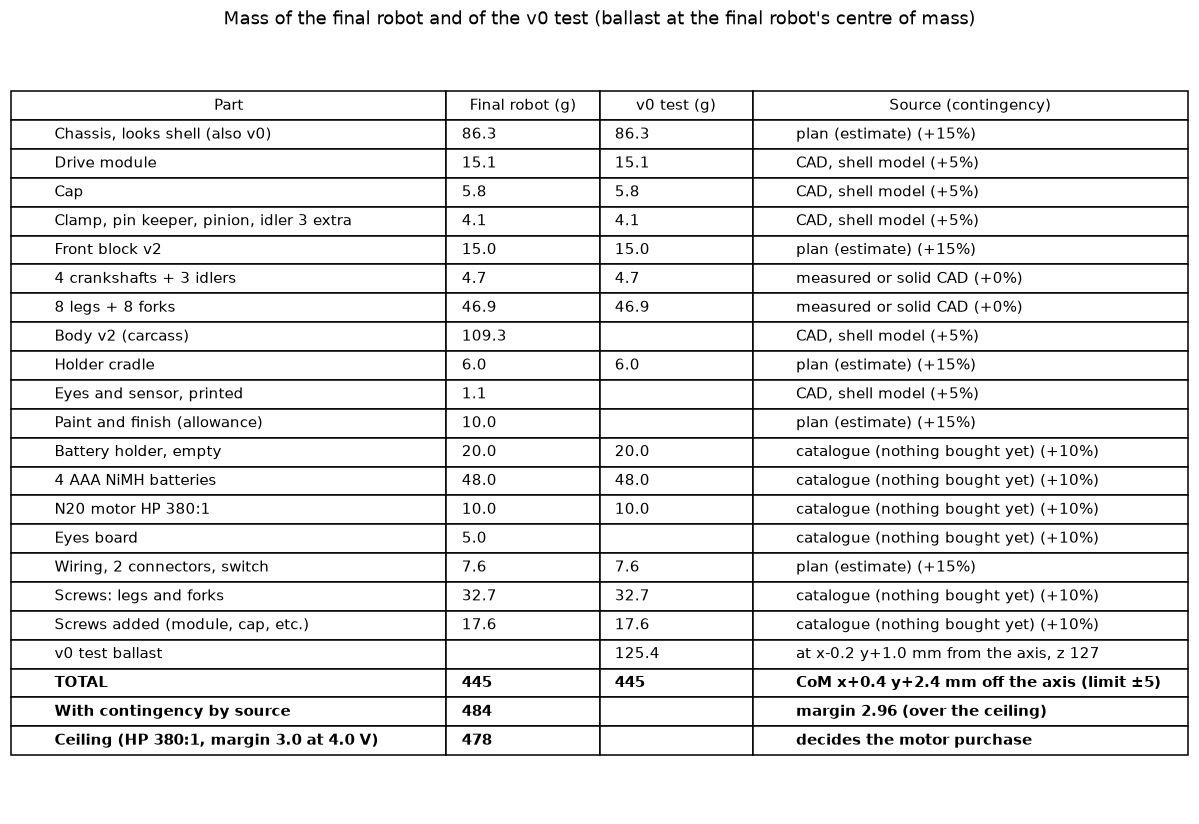 Mass of the final robot and of the v0 test (ballast at the final robot's centre of mass)
Part Final robot (g) v0 test (g) Source (contingency)
Chassis, looks shell (also v0) 86.3 86.3 plan (estimate) (+15%)
Drive module 15.1 15.1 CAD, shell model (+5%)
Cap 5.8 5.8 CAD, shell model (+5%)
Clamp, pin keeper, pinion, idler 3 extra 4.1 4.1 CAD, shell model (+5%)
Front block v2 15.0 15.0 plan (estimate) (+15%)
4 crankshafts + 3 idlers 4.7 4.7 measured or solid CAD (+0%)
8 legs + 8 forks 46.9 46.9 measured or solid CAD (+0%)
Body v2 (carcass) 109.3 CAD, shell model (+5%)
Holder cradle 6.0 6.0 plan (estimate) (+15%)
Eyes and sensor, printed 1.1 CAD, shell model (+5%)
Paint and finish (allowance) 10.0 plan (estimate) (+15%)
Battery holder, empty 20.0 20.0 catalogue (nothing bought yet) (+10%)
4 AAA NiMH batteries 48.0 48.0 catalogue (nothing bought yet) (+10%)
N20 motor HP 380:1 10.0 10.0 catalogue (nothing bought yet) (+10%)
Eyes board 5.0 catalogue (nothing bought yet) (+10%)
Wiring, 2 connectors, switch 7.6 7.6 plan (estimate) (+15%)
Screws: legs and forks 32.7 32.7 catalogue (nothing bought yet) (+10%)
Screws added (module, cap, etc.) 17.6 17.6 catalogue (nothing bought yet) (+10%)
v0 test ballast 125.4 at x-0.2 y+1.0 mm from the axis, z 127
TOTAL 445 445 CoM x+0.4 y+2.4 mm off the axis (limit ±5)
With contingency by source 484 margin 2.96 (over the ceiling)
Ceiling (HP 380:1, margin 3.0 at 4.0 V) 478 decides the motor purchase